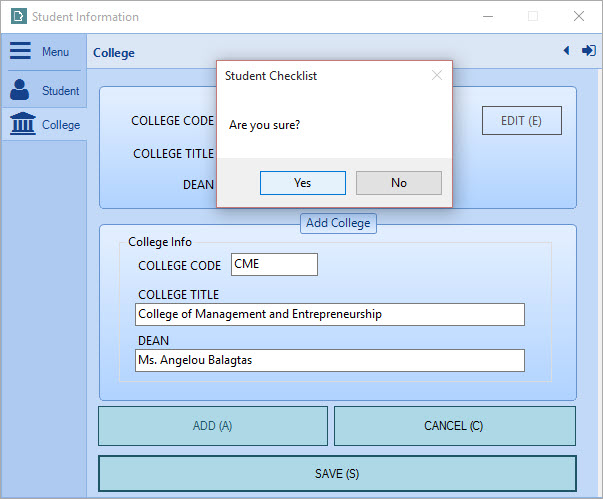 Student Information
Menu
Student
College
College
Student Checklist
Are you sure?
Yes
No
COLLEGE CODE
COLLEGE TITLE
DEAN
EDIT (E)
Add College
College Info
COLLEGE CODE
CME
COLLEGE TITLE
College of Management and Entrepreneurship
DEAN
Ms. Angelou Balagtas
ADD (A)
CANCEL (C)
SAVE (S)